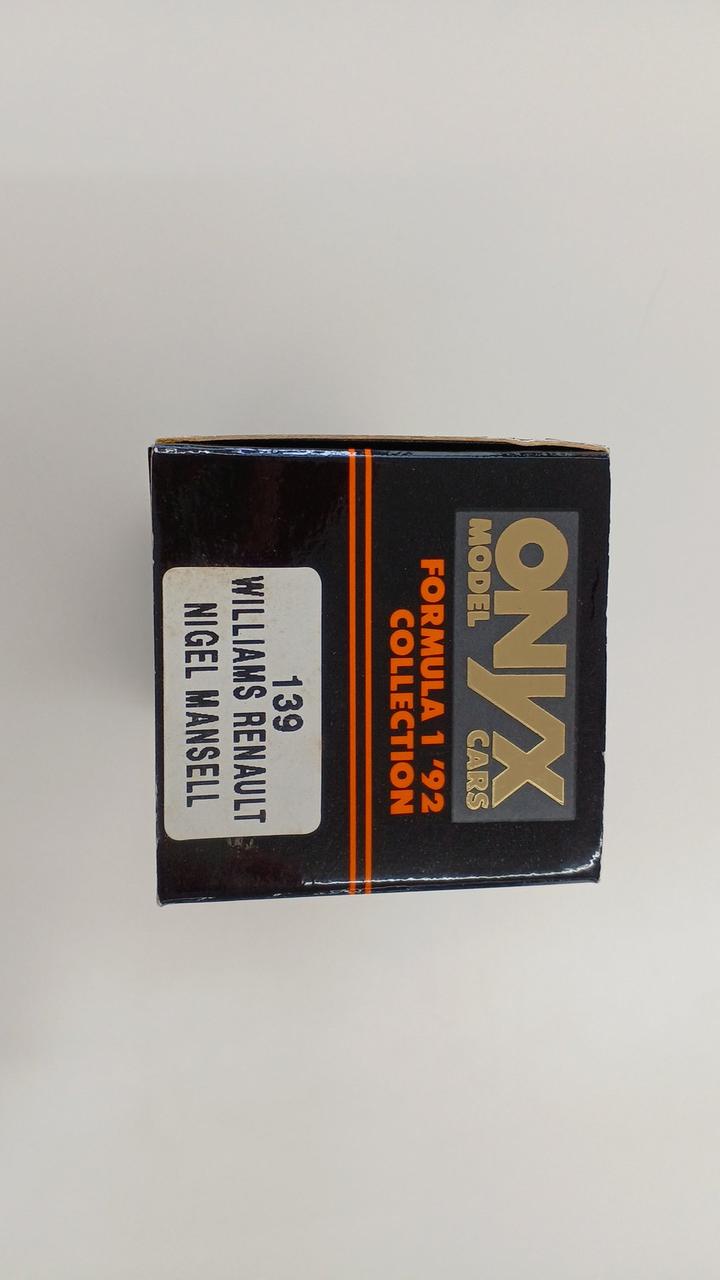 ONYX
MODEL CARS
FORMULA 1 '92
COLLECTION
139
WILLIAMS RENAULT
NIGEL MANSELL